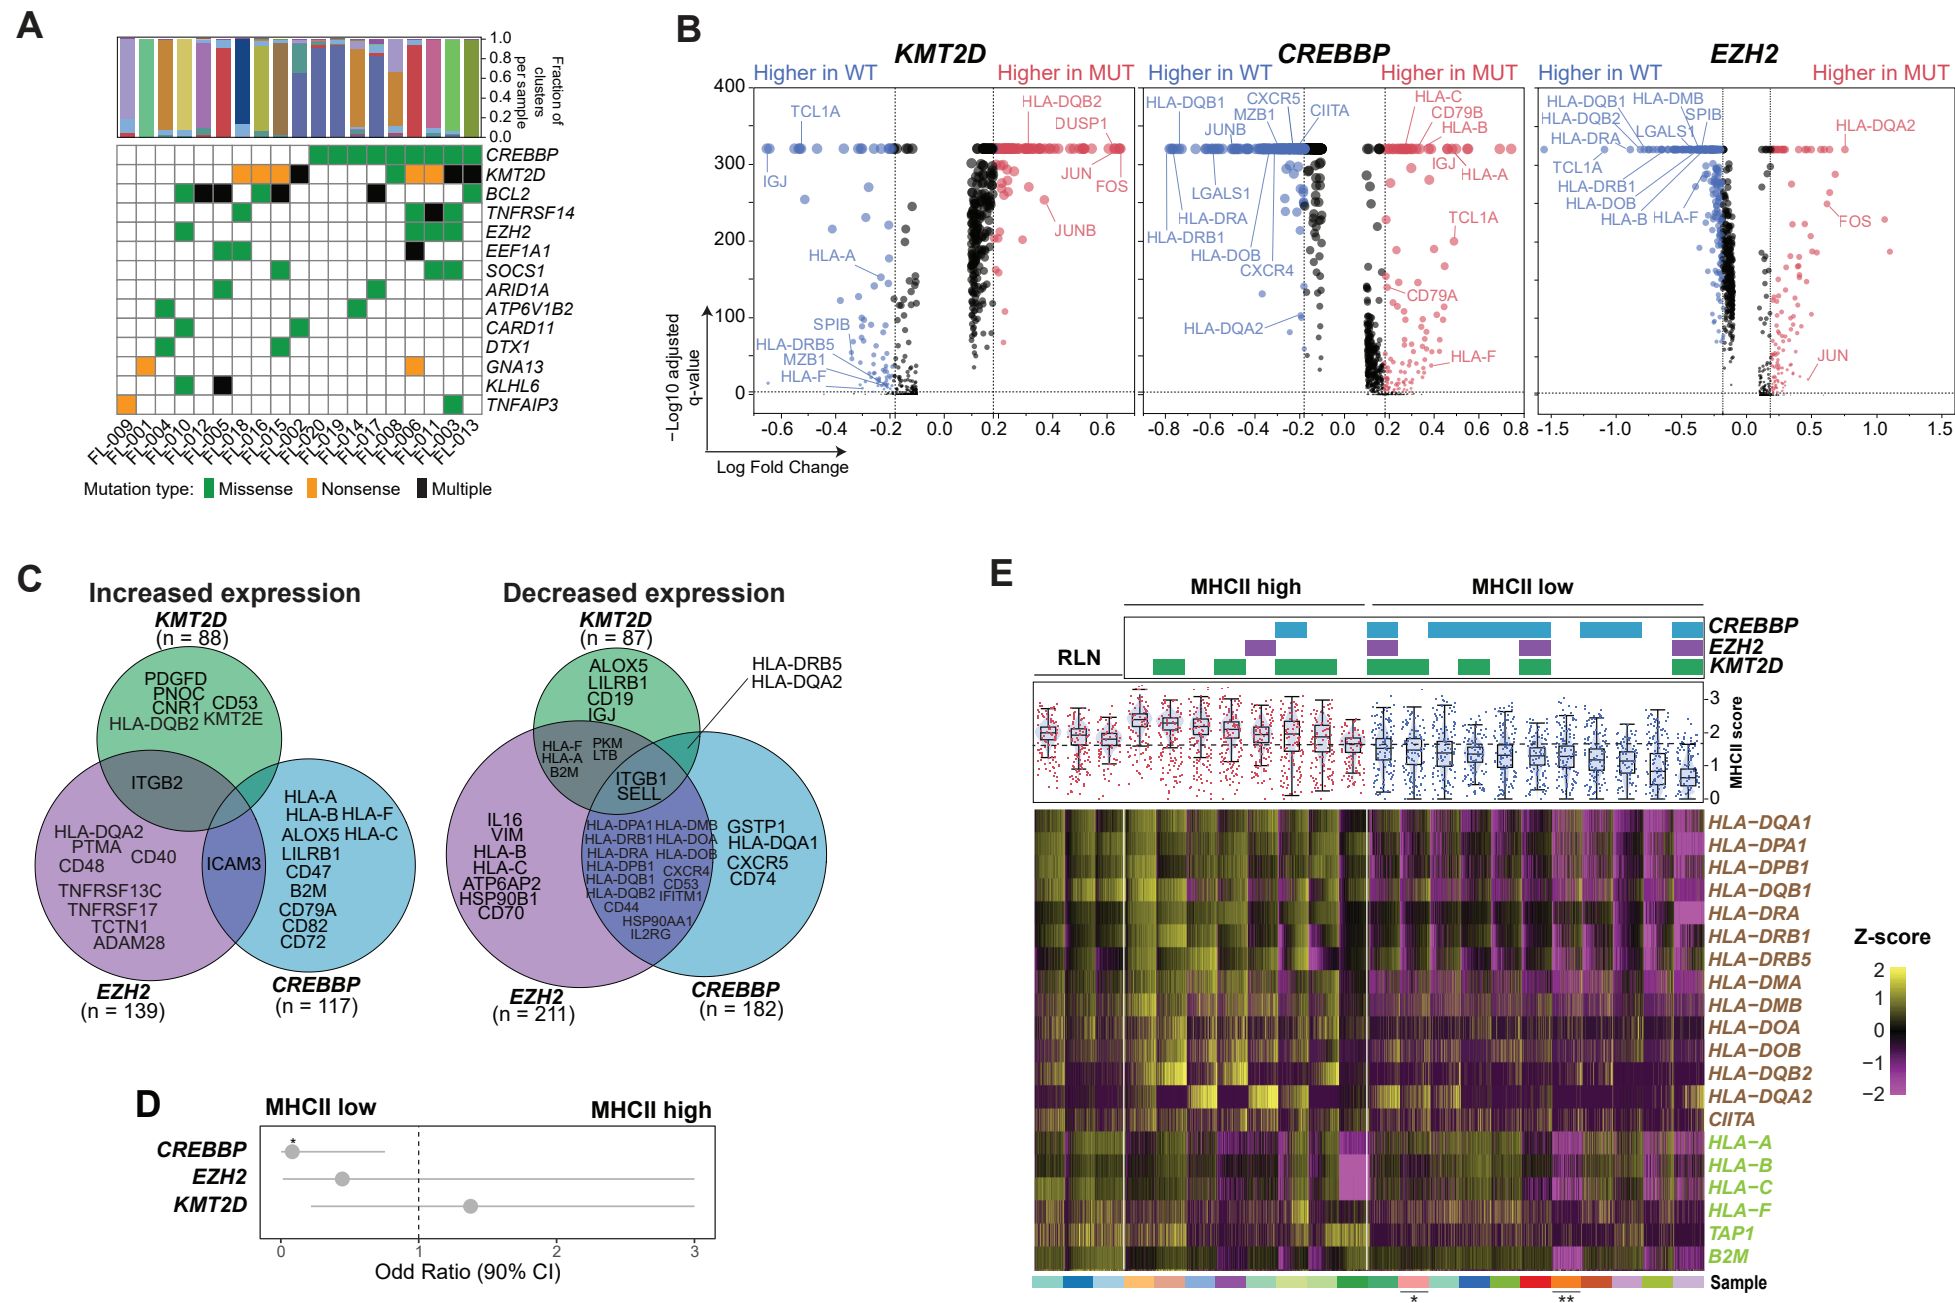 A
1.0
0.8
0.6
0.4
0.2
0.0
Fraction of
clusters
per sample
CREBBP
KMT2D
BCL2
TNFRSF14
EZH2
EEF1A1
SOCS1
ARID1A
ATP6V1B2
CARD11
DTX1
GNA13
KLHL6
TNFAIP3
FL-009
FL-001
FL-004
FL-010
FL-012
FL-005
FL-018
FL-016
FL-015
FL-002
FL-020
FL-019
FL-014
FL-017
FL-008
FL-006
FL-011
FL-003
FL-013
Mutation type: Missense Nonsense Multiple
B
KMT2D
Higher in WT
Higher in MUT
400
300
200
100
0
TCL1A
IGJ
HLA-A
SPIB
HLA-DRB5
MZB1
HLA-F
HLA-DQB2
DUSP1
JUN
FOS
JUNB
-0.6 -0.4 -0.2 0.0 0.2 0.4 0.6
−Log10 adjusted
q-value
Log Fold Change
CREBBP
Higher in WT
Higher in MUT
HLA-DQB1
CXCR5
MZB1
CIITA
JUNB
LGALS1
HLA-DRA
HLA-DRB1
HLA-DOB
CXCR4
HLA-DQA2
HLA-C
CD79B
HLA-B
IGJ
HLA-A
TCL1A
CD79A
HLA-F
-0.8 -0.6 -0.4 -0.2 0.0 0.2 0.4 0.6 0.8
EZH2
Higher in WT
Higher in MUT
HLA-DQB1
HLA-DMB
HLA-DQB2
SPIB
HLA-DRA
LGALS1
TCL1A
HLA-DRB1
HLA-DOB
HLA-B
HLA-F
HLA-DQA2
FOS
JUN
-1.5 -1.0 -0.5 0.0 0.5 1.0 1.5
C
Increased expression
KMT2D
(n = 88)
PDGFD
PNOC
CNR1
CD53
HLA-DQB2
KMT2E
ITGB2
HLA-DQA2
PTMA
CD48
CD40
TNFRSF13C
TNFRSF17
TCTN1
ADAM28
ICAM3
HLA-A
HLA-B HLA-F
ALOX5 HLA-C
LILRB1
CD47
B2M
CD79A
CD82
CD72
EZH2
(n = 139)
CREBBP
(n = 117)
Decreased expression
KMT2D
(n = 87)
HLA-DRB5
HLA-DQA2
ALOX5
LILRB1
CD19
IGJ
HLA-F
HLA-A
B2M
PKM
LTB
ITGB1
SELL
IL16
VIM
HLA-B
HLA-C
ATP6AP2
HSP90B1
CD70
HLA-DPA1 HLA-DMB
HLA-DRB1 HLA-DOA
HLA-DRA HLA-DOB
HLA-DPB1
CXCR4
HLA-DQB1
CD53
HLA-DQB2 IFITM1
CD44
HSP90AA1
IL2RG
GSTP1
HLA-DQA1
CXCR5
CD74
EZH2
(n = 211)
CREBBP
(n = 182)
D
MHCII low
MHCII high
CREBBP
*
EZH2
KMT2D
0 1 2 3
Odd Ratio (90% CI)
E
MHCII high
MHCII low
RLN
CREBBP
EZH2
KMT2D
3
2
1
0
MHCII score
HLA−DQA1
HLA−DPA1
HLA−DPB1
HLA−DQB1
HLA−DRA
HLA−DRB1
HLA−DRB5
HLA−DMA
HLA−DMB
HLA−DOA
HLA−DOB
HLA−DQB2
HLA−DQA2
CIITA
HLA−A
HLA−B
HLA−C
HLA−F
TAP1
B2M
Sample
*
**
Z-score
2
1
0
−1
−2